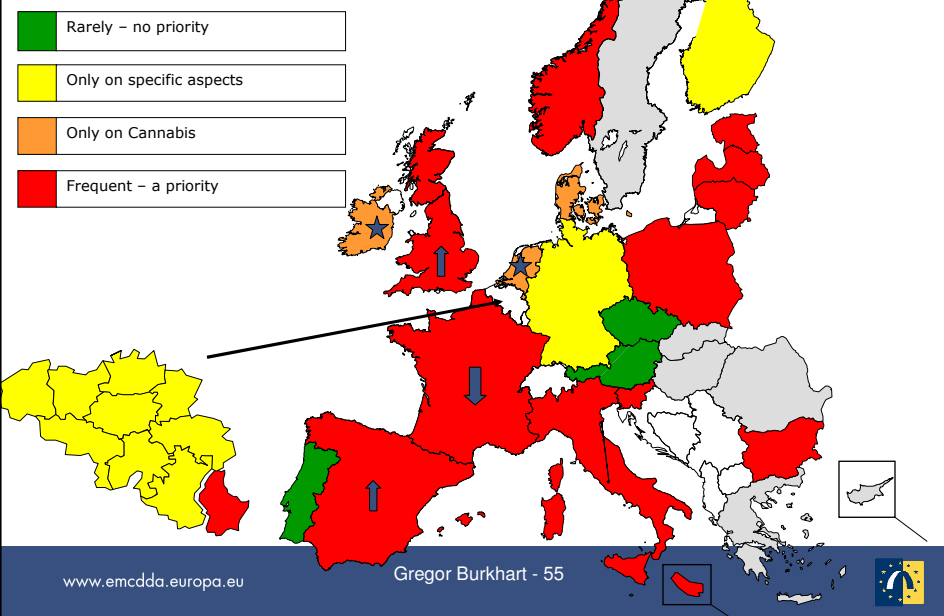 Rarely – no priority
Only on specific aspects
Only on Cannabis
Frequent – a priority
www.emcdda.europa.eu
Gregor Burkhart - 55